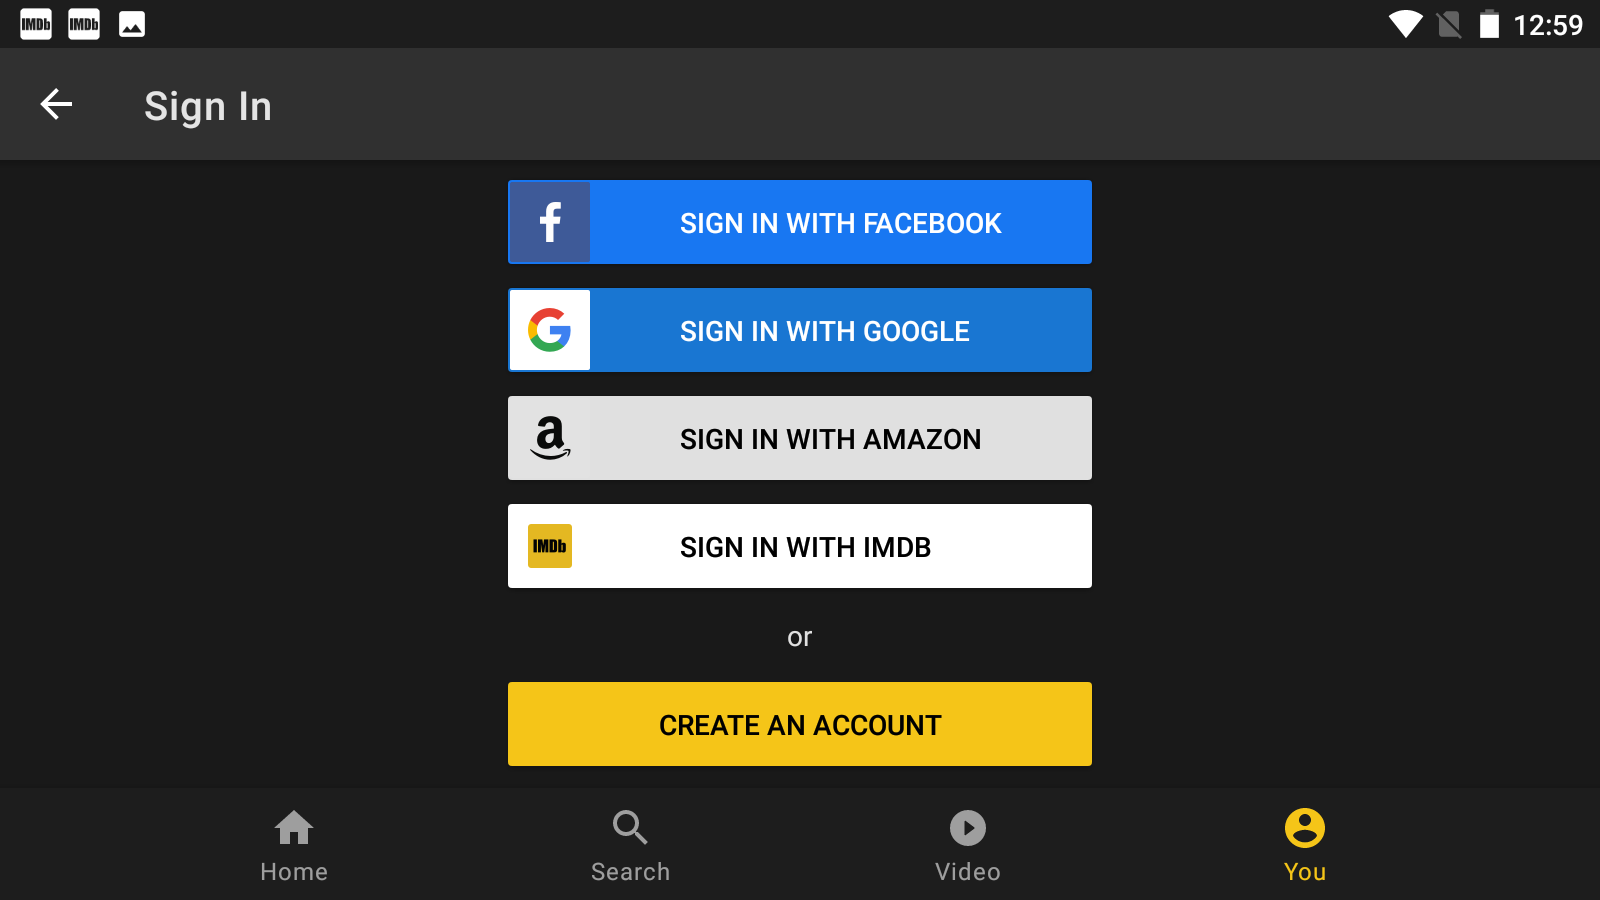 IMDb IMDb 12:59
Sign In
SIGN IN WITH FACEBOOK
SIGN IN WITH GOOGLE
SIGN IN WITH AMAZON
IMDb SIGN IN WITH IMDB
or
CREATE AN ACCOUNT
Home Search Video You